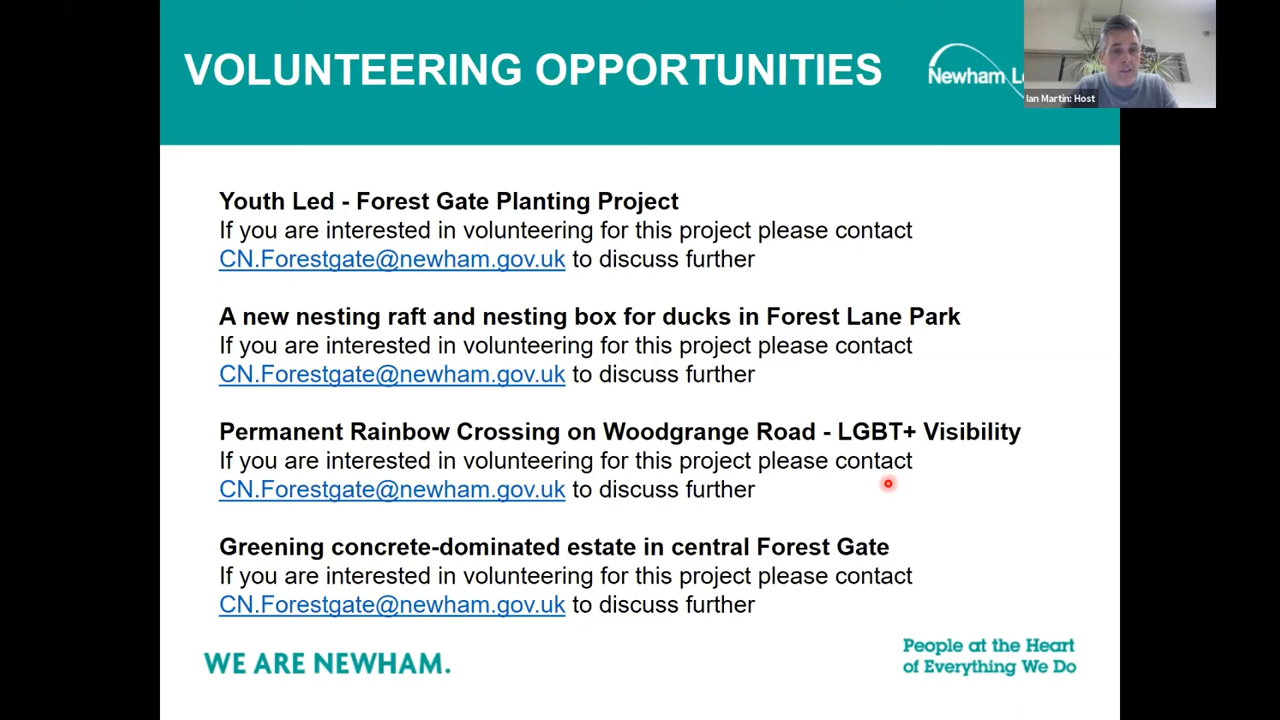 VOLUNTEERING OPPORTUNITIES
Newham
Ian Martin: Host
Youth Led - Forest Gate Planting Project
If you are interested in volunteering for this project please contact
CN.Forestgate@newham.gov.uk to discuss further
A new nesting raft and nesting box for ducks in Forest Lane Park
If you are interested in volunteering for this project please contact
CN.Forestgate@newham.gov.uk to discuss further
Permanent Rainbow Crossing on Woodgrange Road - LGBT+ Visibility
If you are interested in volunteering for this project please contact
CN.Forestgate@newham.gov.uk to discuss further
Greening concrete-dominated estate in central Forest Gate
If you are interested in volunteering for this project please contact
CN.Forestgate@newham.gov.uk to discuss further
WE ARE NEWHAM.
People at the Heart
of Everything We Do